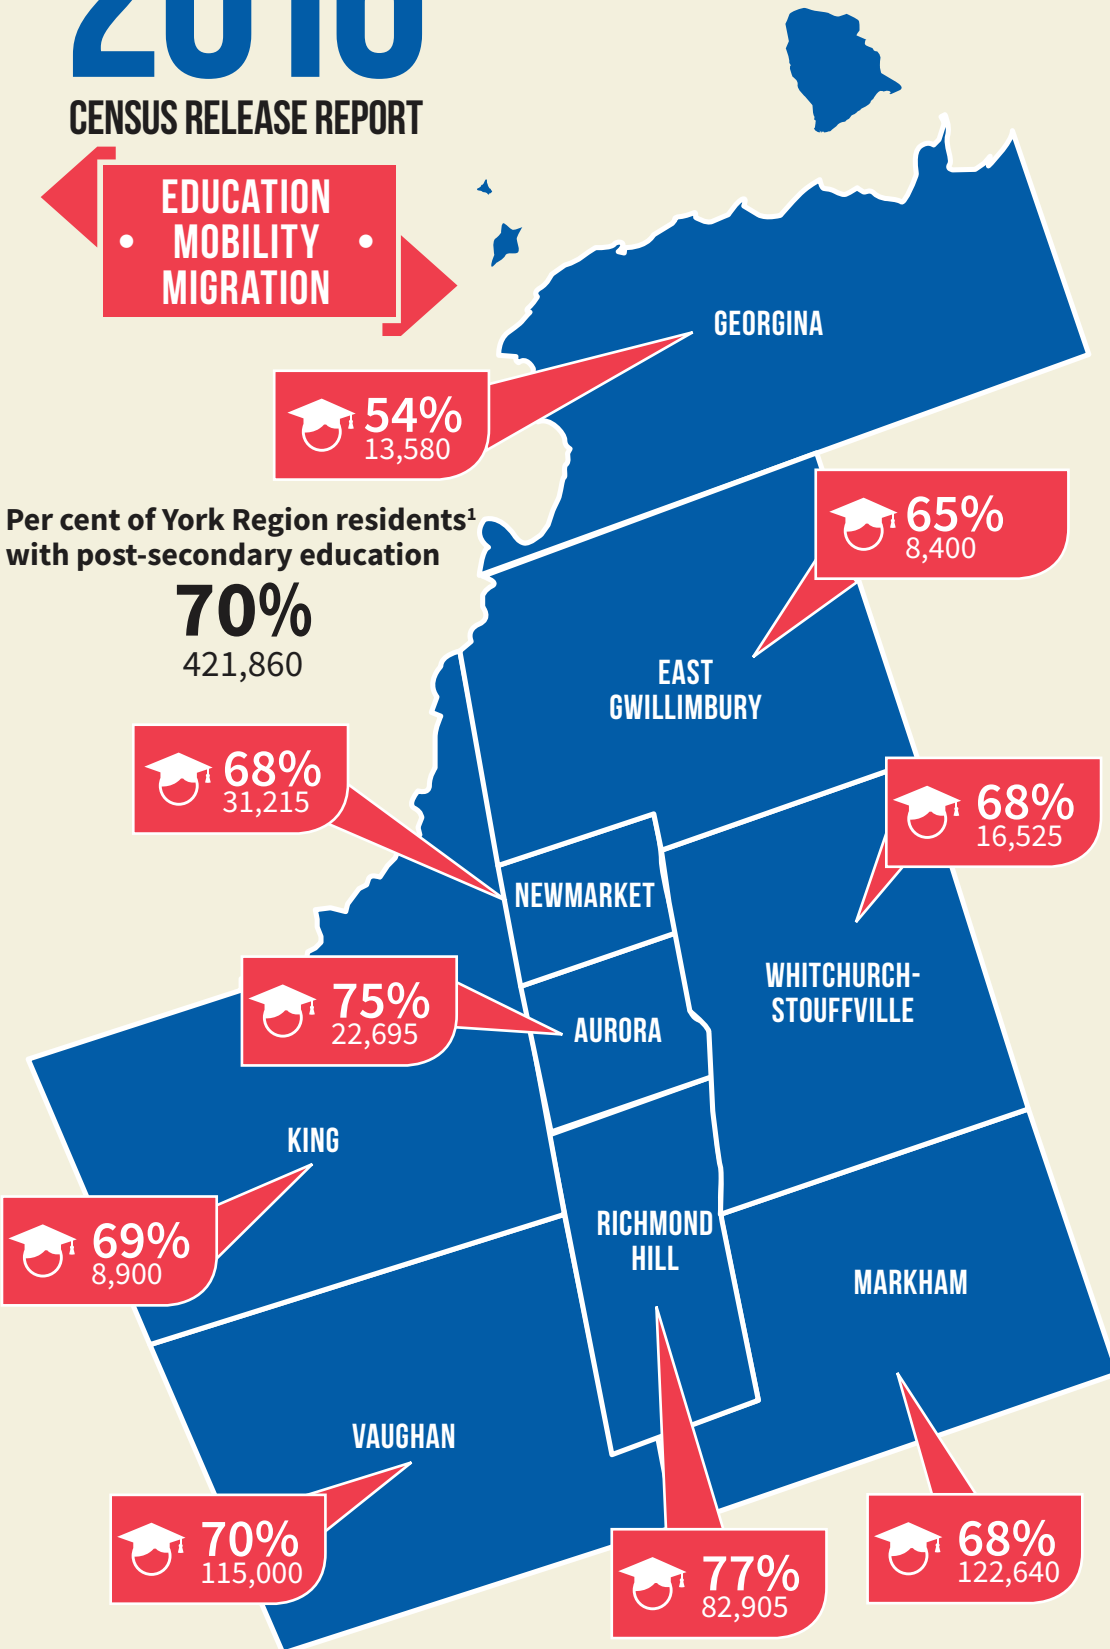 2016
CENSUS RELEASE REPORT
EDUCATION
MOBILITY
MIGRATION
GEORGINA
54%
13,580
Per cent of York Region residents¹
with post-secondary education
70%
421,860
65%
8,400
EAST
GWILLIMBURY
68%
31,215
68%
16,525
NEWMARKET
WHITCHURCH-
STOUFFVILLE
75%
22,695
AURORA
KING
69%
8,900
RICHMOND
HILL
MARKHAM
VAUGHAN
70%
115,000
77%
82,905
68%
122,640